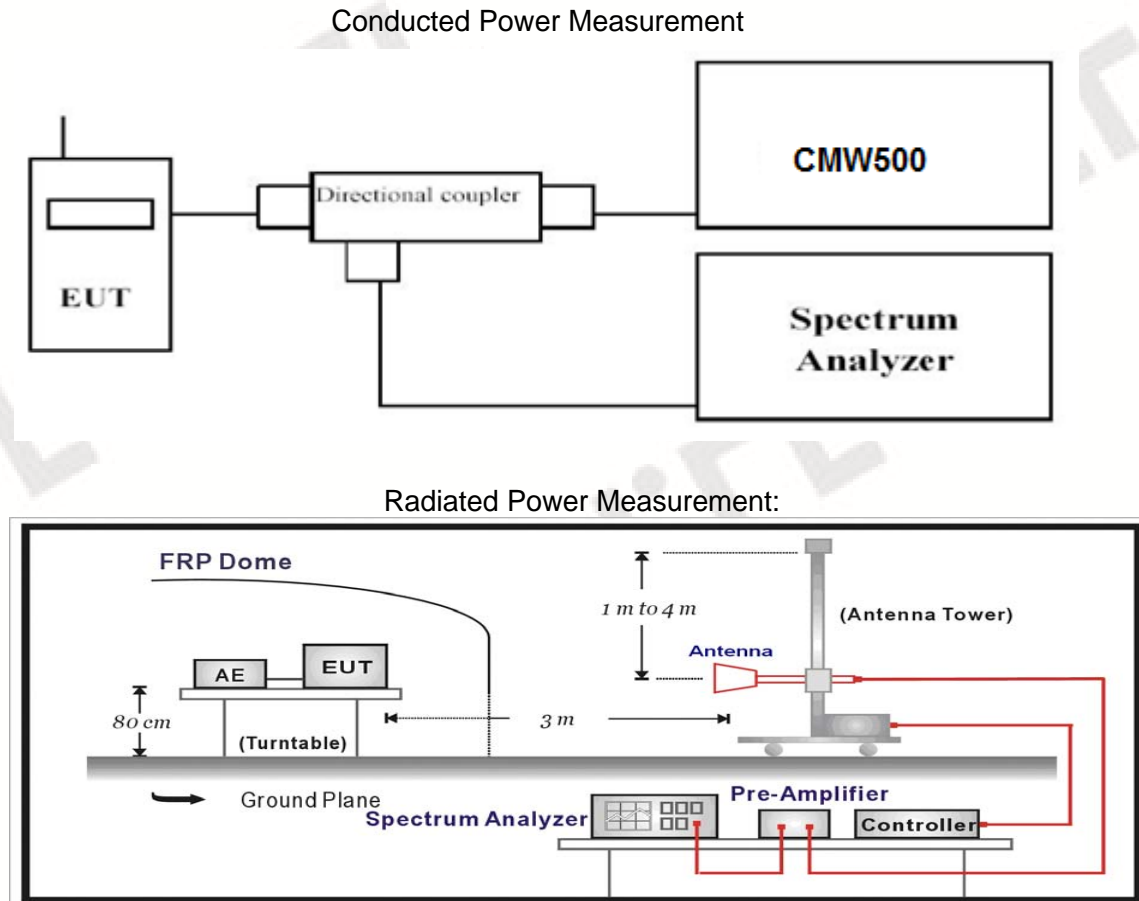 Conducted Power Measurement
CMW500
Directional coupler
EUT
Spectrum
Analyzer
Radiated Power Measurement:
FRP Dome
1 m to 4 m
(Antenna Tower)
Antenna
AE
EUT
80 cm
3 m
(Turntable)
Ground Plane
Pre-Amplifier
Spectrum Analyzer
Controller